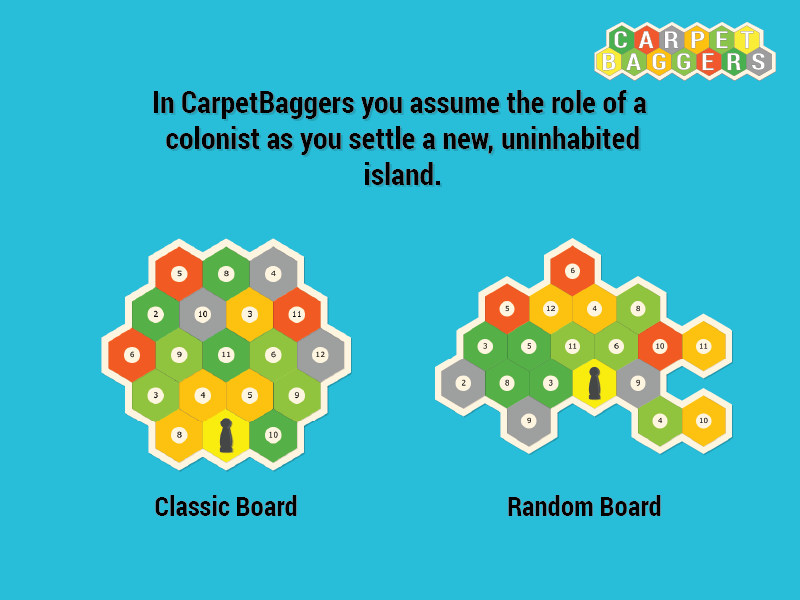 CARPET
BAGGERS
In CarpetBaggers you assume the role of a
colonist as you settle a new, uninhabited
island.
5 8 4
2 10 3 11
6 9 11 6 12
3 4 5 9
8 10
6
5 12 4 8
3 5 11 6 10 11
2 8 3 9
9 4 10
Classic Board
Random Board